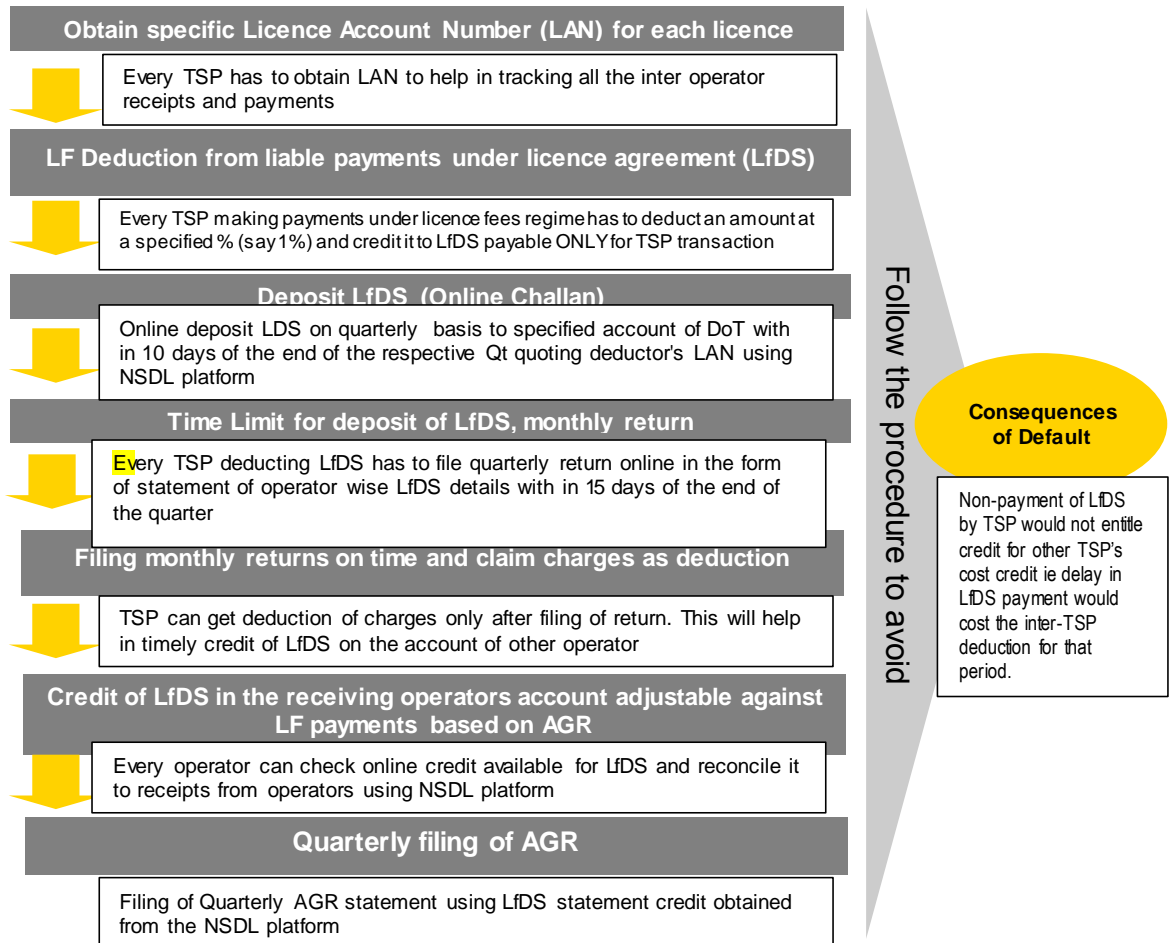 Obtain specific Licence Account Number (LAN) for each licence
Every TSP has to obtain LAN to help in tracking all the inter operator
receipts and payments
LF Deduction from liable payments under licence agreement (LfDS)
Every TSP making payments under licence fees regime has to deduct an amount at
a specified % (say 1%) and credit it to LfDS payable ONLY for TSP transaction
Deposit LfDS (Online Challan)
Online deposit LDS on quarterly basis to specified account of DoT with
in 10 days of the end of the respective Qt quoting deductor's LAN using
NSDL platform
Time Limit for deposit of LfDS, monthly return
Every TSP deducting LfDS has to file quarterly return online in the form
of statement of operator wise LfDS details with in 15 days of the end of
the quarter
Filing monthly returns on time and claim charges as deduction
TSP can get deduction of charges only after filing of return. This will help
in timely credit of LfDS on the account of other operator
Credit of LfDS in the receiving operators account adjustable against
LF payments based on AGR
Every operator can check online credit available for LfDS and reconcile it
to receipts from operators using NSDL platform
Quarterly filing of AGR
Filing of Quarterly AGR statement using LfDS statement credit obtained
from the NSDL platform
Follow the procedure to avoid
Consequences
of Default
Non-payment of LfDS
by TSP would not entitle
credit for other TSP's
cost credit ie delay in
LfDS payment would
cost the inter-TSP
deduction for that
period.